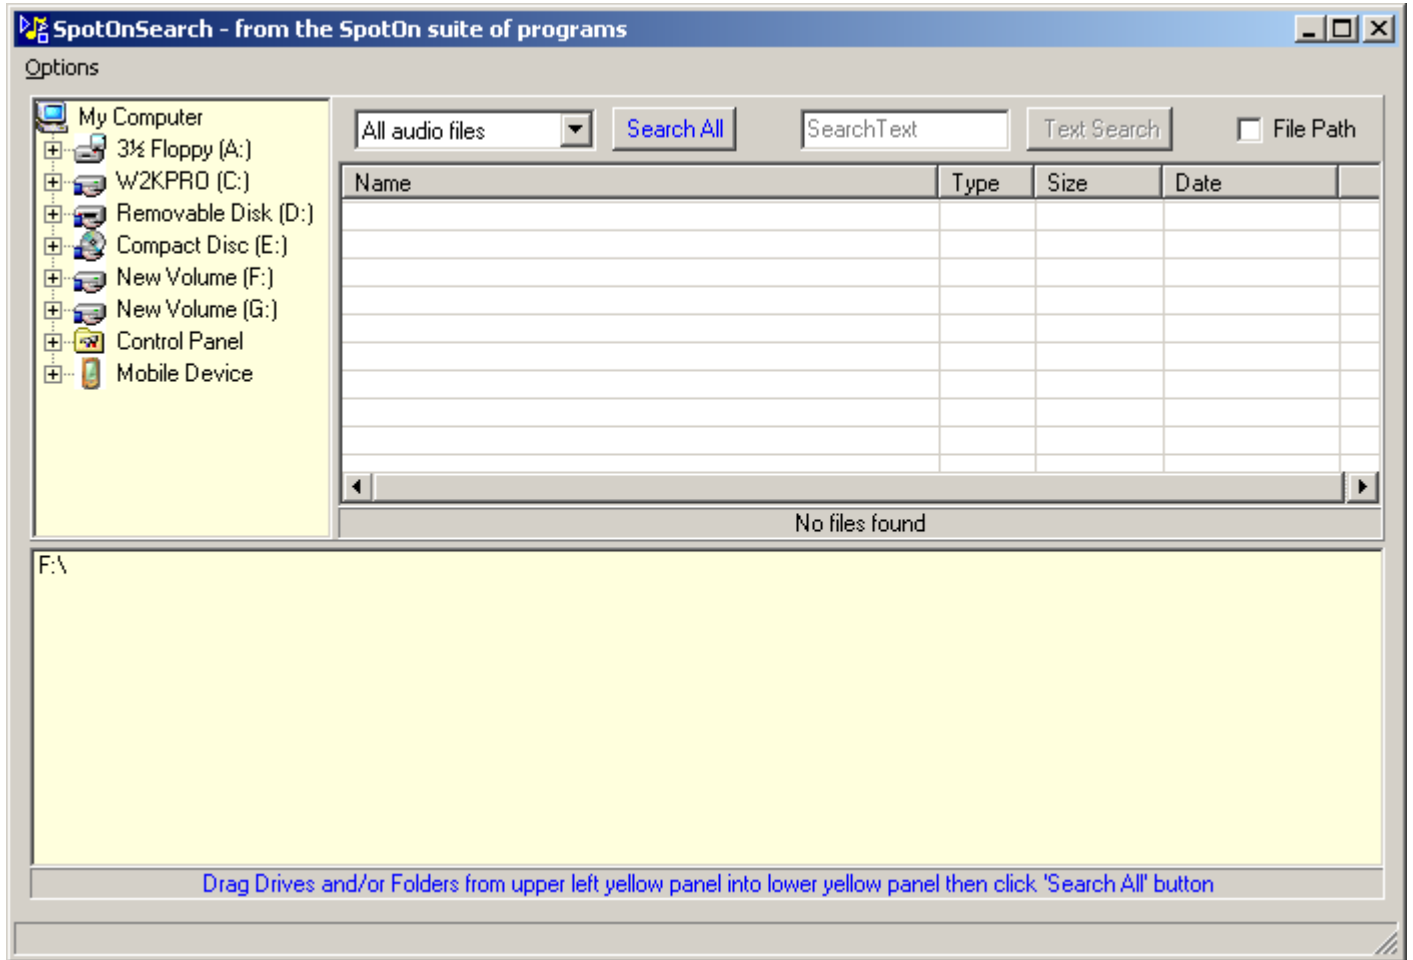 SpotOnSearch - from the SpotOn suite of programs
Options
My Computer
3½ Floppy (A:)
W2KPRO (C:)
Removable Disk (D:)
Compact Disc (E:)
New Volume (F:)
New Volume (G:)
Control Panel
Mobile Device
All audio files Search All SearchText Text Search File Path
Name Type Size Date
No files found
F:\
Drag Drives and/or Folders from upper left yellow panel into lower yellow panel then click 'Search All' button